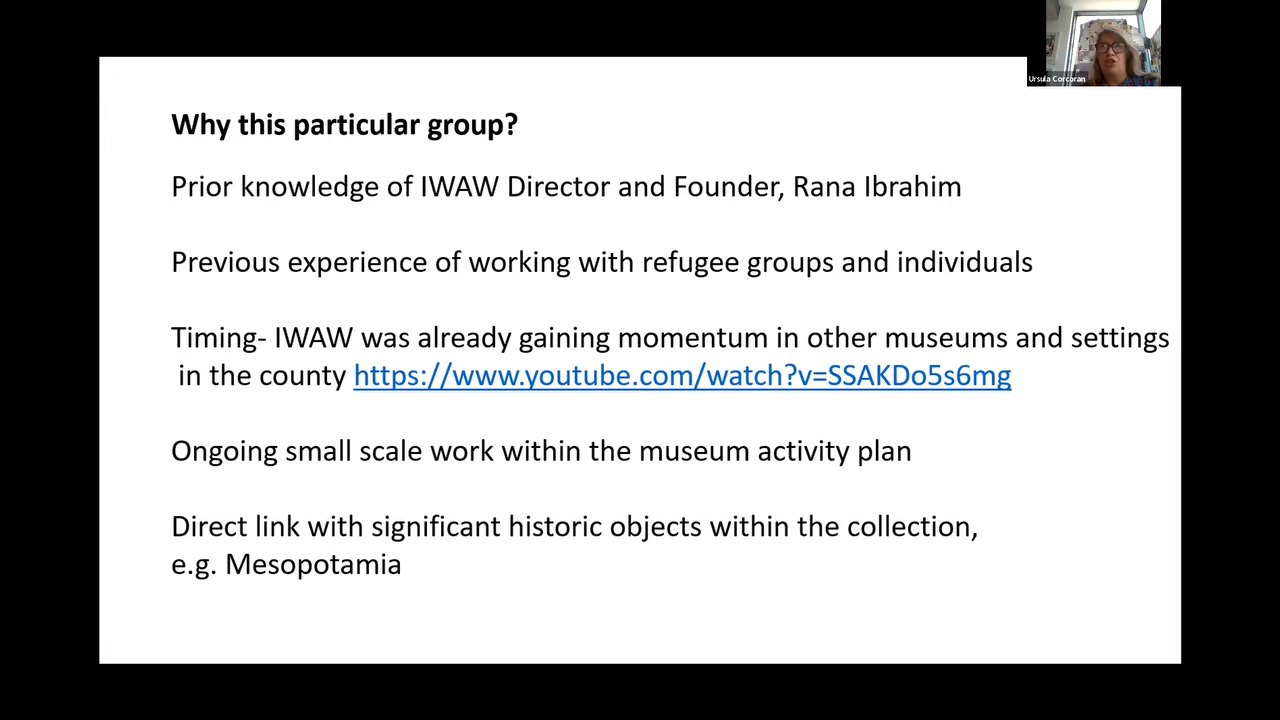 Ursula Corcoran
Why this particular group?
Prior knowledge of IWAW Director and Founder, Rana Ibrahim
Previous experience of working with refugee groups and individuals
Timing- IWAW was already gaining momentum in other museums and settings
in the county https://www.youtube.com/watch?v=SSAKDo5s6mg
Ongoing small scale work within the museum activity plan
Direct link with significant historic objects within the collection,
e.g. Mesopotamia